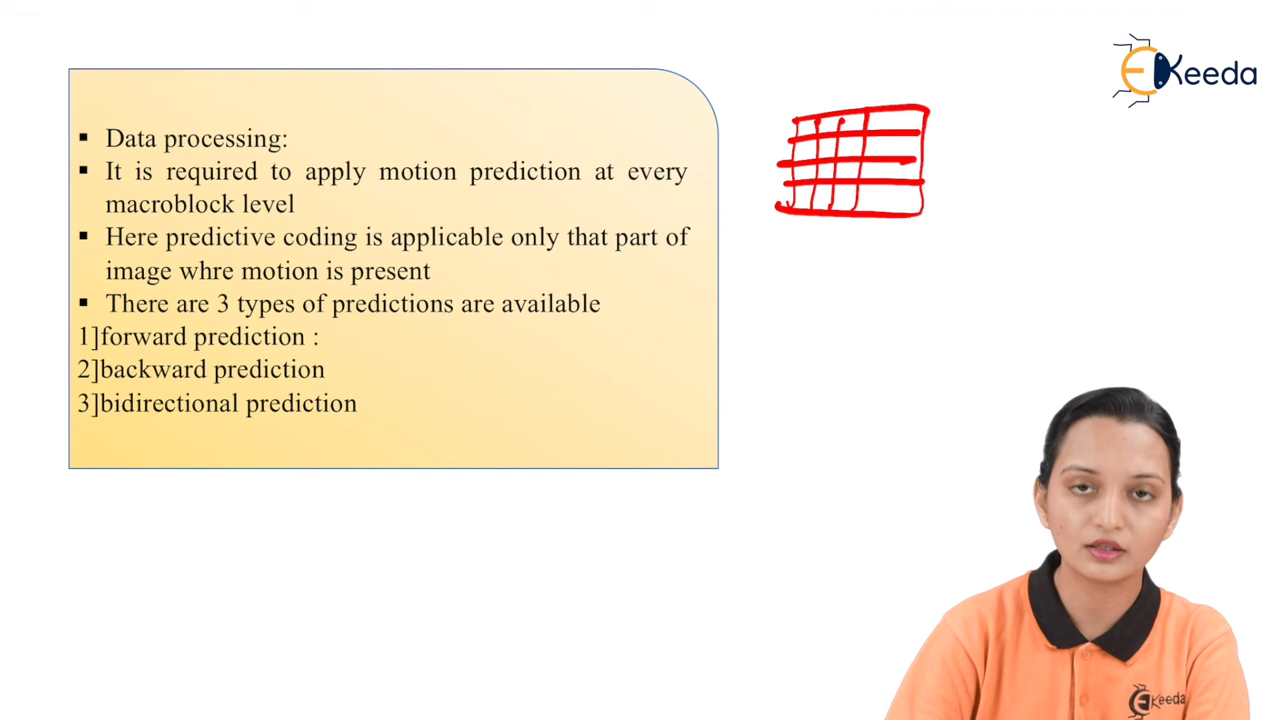 Keeda
▪ Data processing:
▪ It is required to apply motion prediction at every
macroblock level
▪ Here predictive coding is applicable only that part of
image whre motion is present
▪ There are 3 types of predictions are available
1]forward prediction :
2]backward prediction
3]bidirectional prediction
Keeda